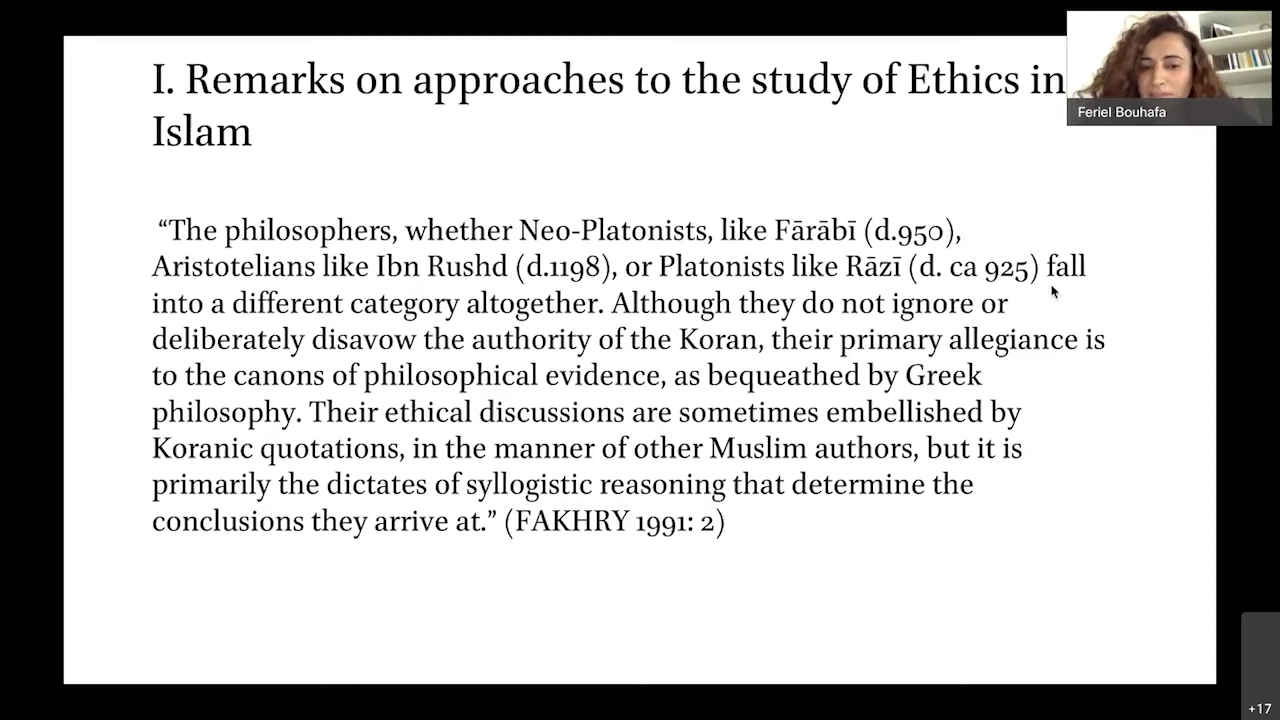 I. Remarks on approaches to the study of Ethics in
Islam
“The philosophers, whether Neo-Platonists, like Fārābī (d.950),
Aristotelians like Ibn Rushd (d.1198), or Platonists like Rāzī (d. ca 925) fall
into a different category altogether. Although they do not ignore or
deliberately disavow the authority of the Koran, their primary allegiance is
to the canons of philosophical evidence, as bequeathed by Greek
philosophy. Their ethical discussions are sometimes embellished by
Koranic quotations, in the manner of other Muslim authors, but it is
primarily the dictates of syllogistic reasoning that determine the
conclusions they arrive at.” (FAKHRY 1991: 2)
Feriel Bouhafa
+17